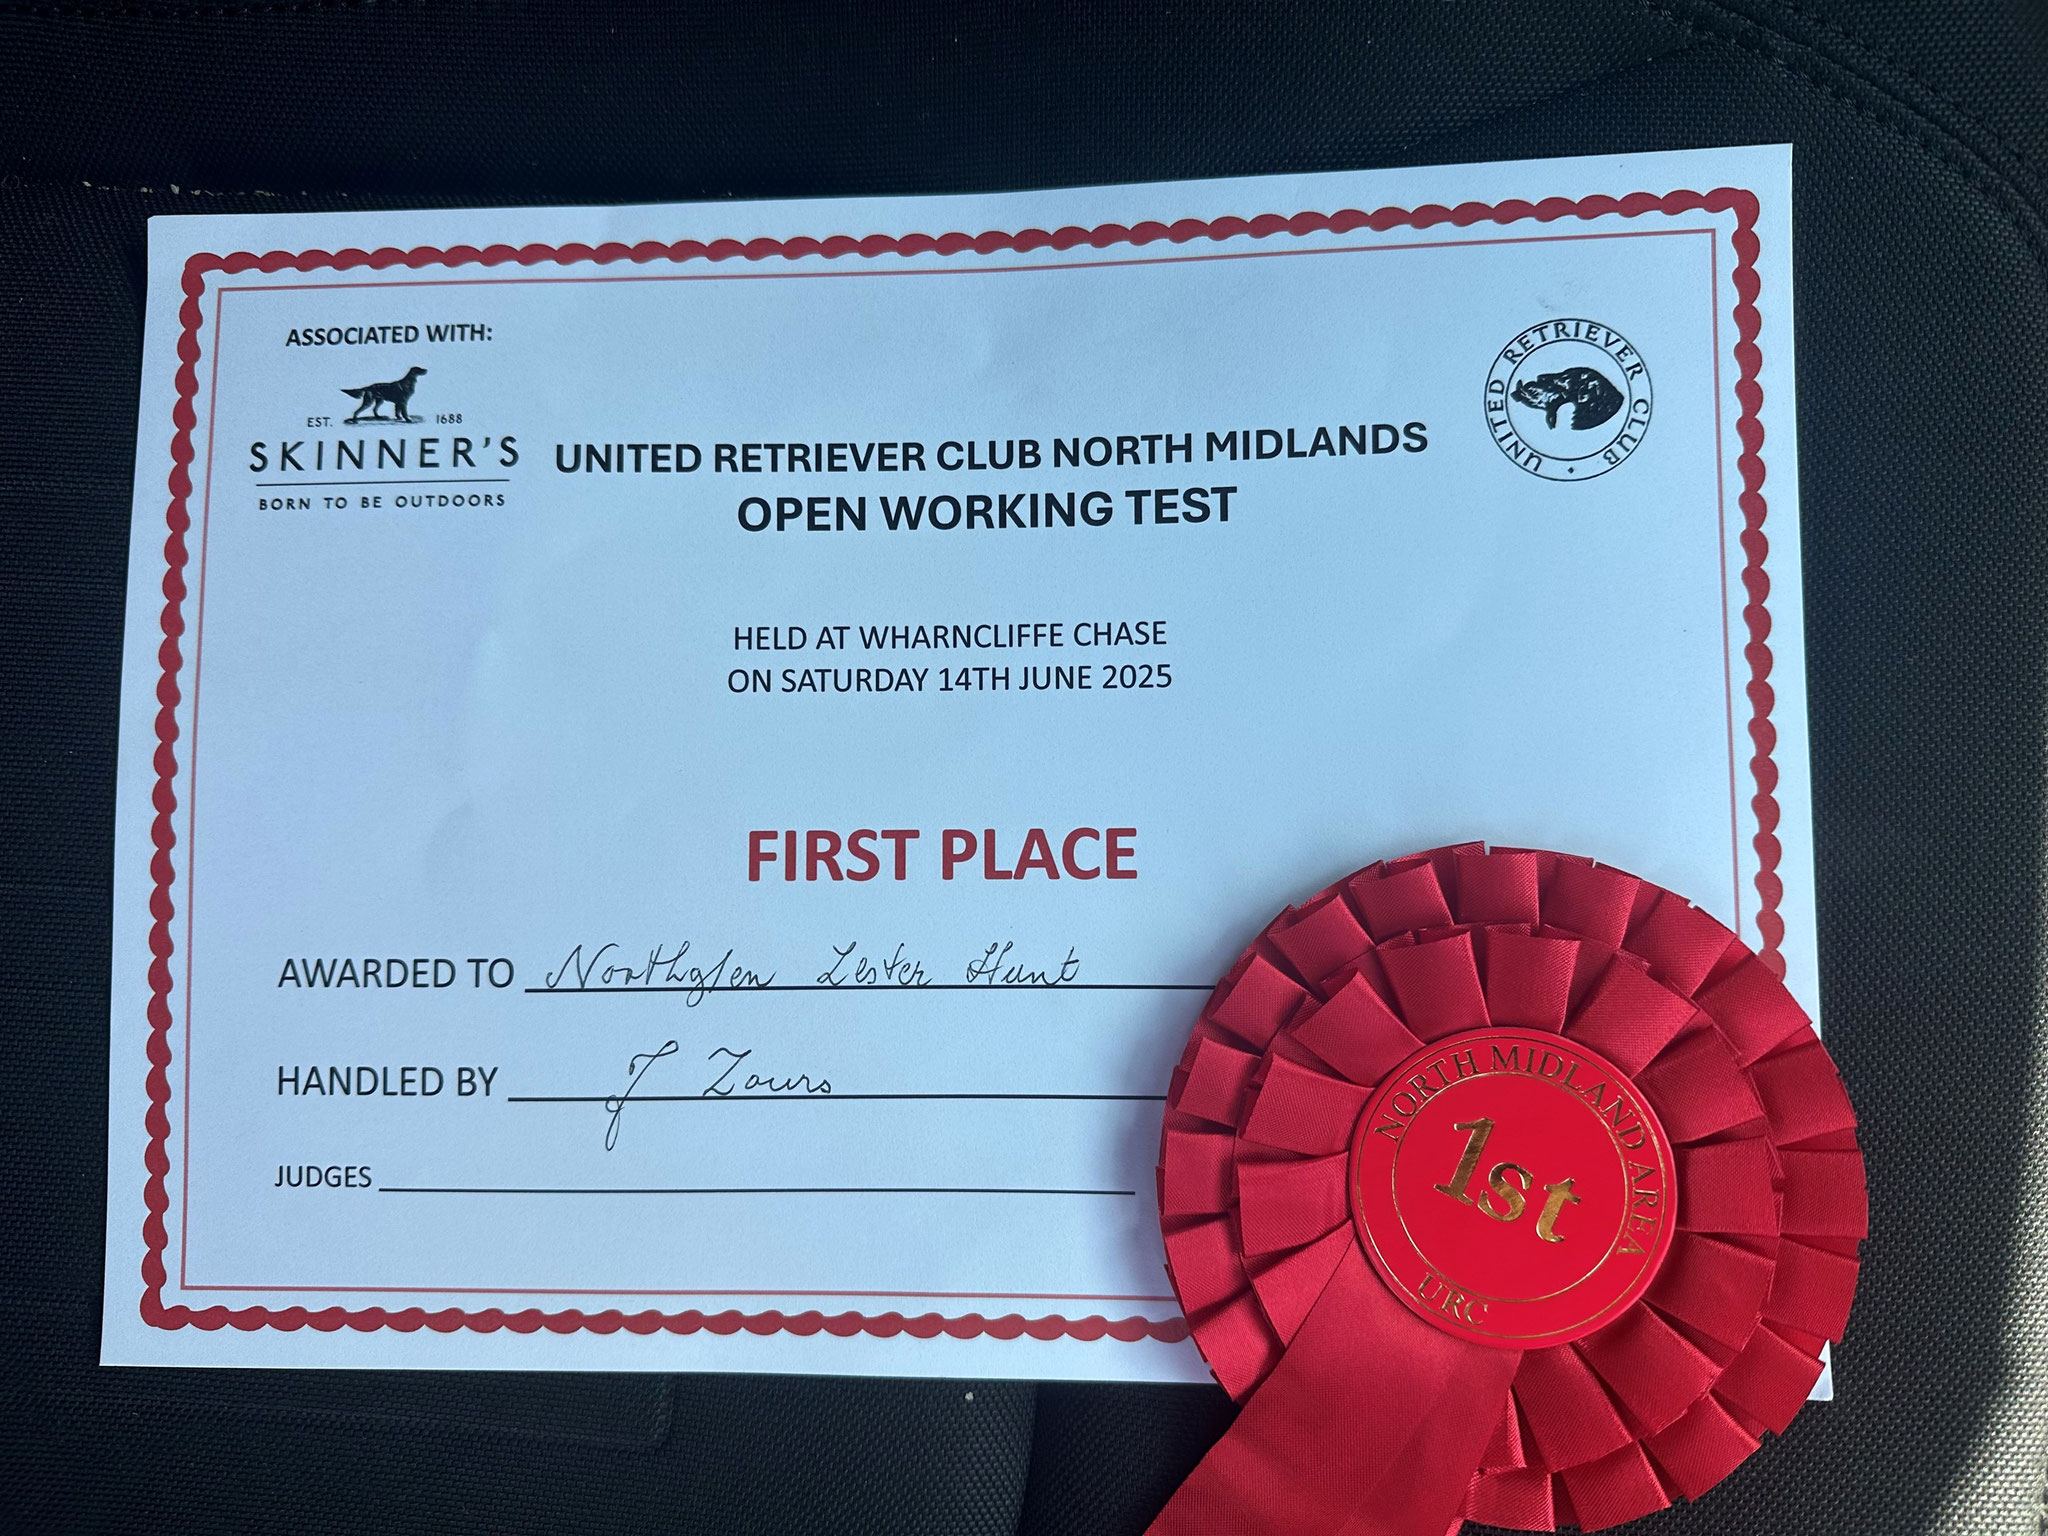 ASSOCIATED WITH:
EST. 1688
SKINNER'S
BORN TO BE OUTDOORS
UNITED RETRIEVER CLUB
UNITED RETRIEVER CLUB NORTH MIDLANDS
OPEN WORKING TEST
HELD AT WHARNCLIFFE CHASE
ON SATURDAY 14TH JUNE 2025
FIRST PLACE
AWARDED TO Northglen Lester Hunt
HANDLED BY J
JUDGES
NORTH MIDLAND AREA
1st
URC